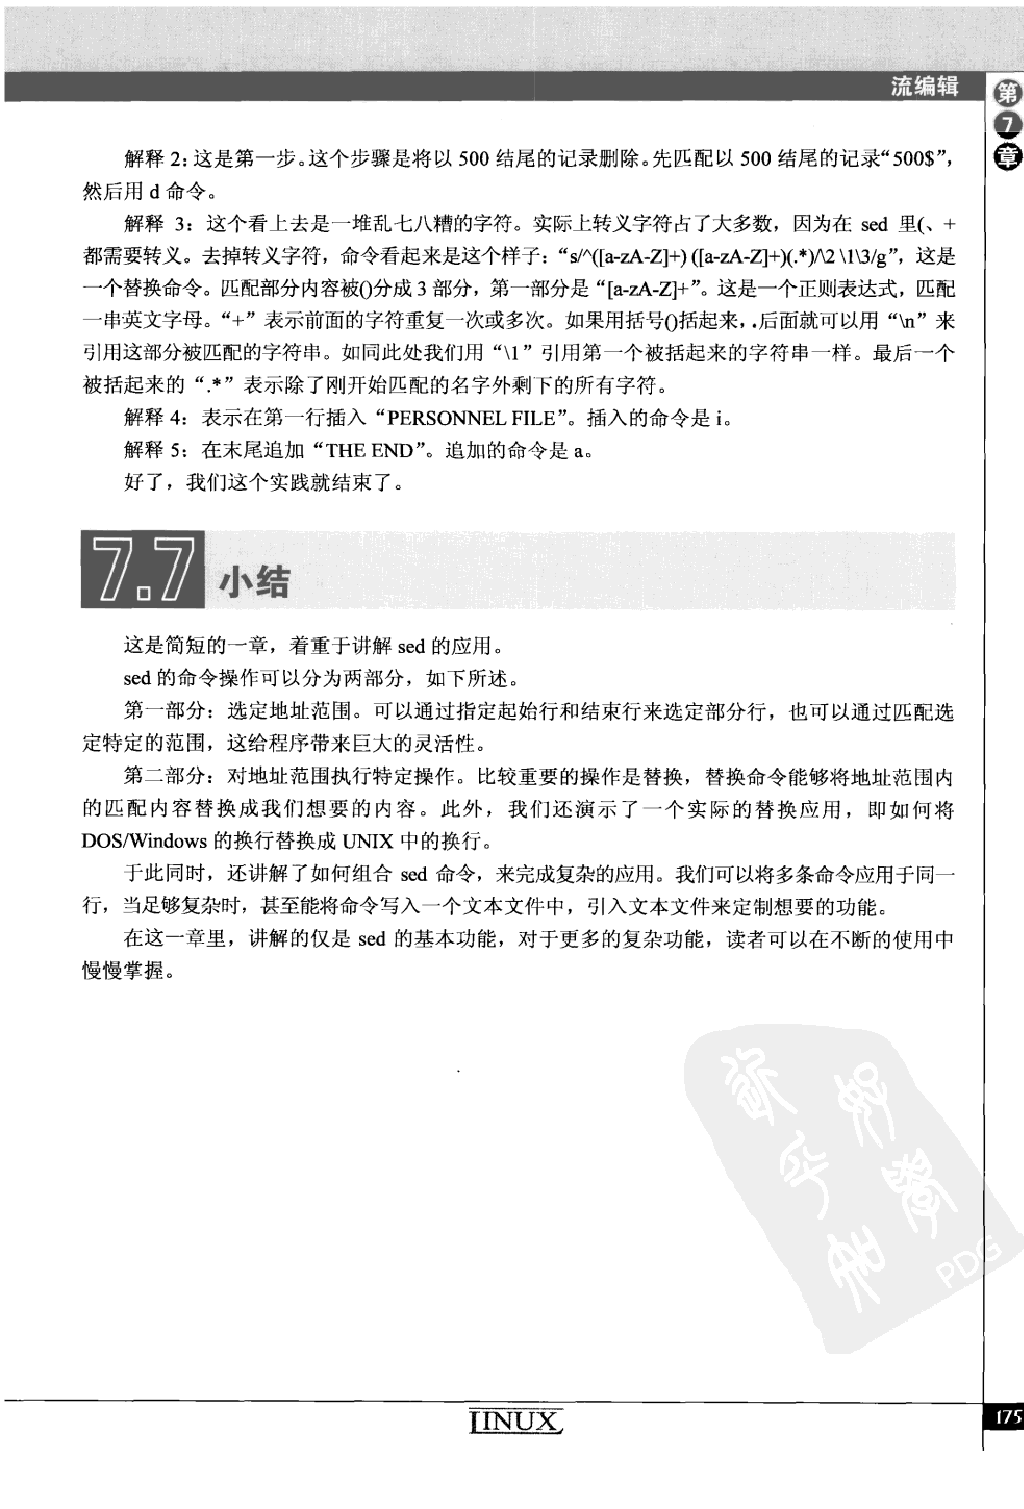 流编辑
第
7
章
解释 2：这是第一步。这个步骤是将以 500 结尾的记录删除。先匹配以 500 结尾的记录“500$”，
然后用 d 命令。
解释 3：这个看上去是一堆乱七八糟的字符。实际上转义字符占了大多数，因为在 sed 里(、+
都需要转义。去掉转义字符，命令看起来是这个样子：“s/^([a-zA-Z]+) ([a-zA-Z]+)(.*)/\2 \1\3/g”，这是
一个替换命令。匹配部分内容被()分成 3 部分，第一部分是“[a-zA-Z]+”。这是一个正则表达式，匹配
一串英文字母。“+”表示前面的字符重复一次或多次。如果用括号()括起来，.后面就可以用“\n”来
引用这部分被匹配的字符串。如同此处我们用“\1”引用第一个被括起来的字符串一样。最后一个
被括起来的“.*”表示除了刚开始匹配的名字外剩下的所有字符。
解释 4：表示在第一行插入“PERSONNEL FILE”。插入的命令是 i。
解释 5：在末尾追加“THE END”。追加的命令是 a。
好了，我们这个实践就结束了。
7.7 小结
这是简短的一章，着重于讲解 sed 的应用。
sed 的命令操作可以分为两部分，如下所述。
第一部分：选定地址范围。可以通过指定起始行和结束行来选定部分行，也可以通过匹配选
定特定的范围，这给程序带来巨大的灵活性。
第二部分：对地址范围执行特定操作。比较重要的操作是替换，替换命令能够将地址范围内
的匹配内容替换成我们想要的内容。此外，我们还演示了一个实际的替换应用，即如何将
DOS/Windows 的换行替换成 UNIX 中的换行。
于此同时，还讲解了如何组合 sed 命令，来完成复杂的应用。我们可以将多条命令应用于同一
行，当足够复杂时，甚至能将命令写入一个文本文件中，引入文本文件来定制想要的功能。
在这一章里，讲解的仅是 sed 的基本功能，对于更多的复杂功能，读者可以在不断的使用中
慢慢掌握。
PDG
LINUX
175